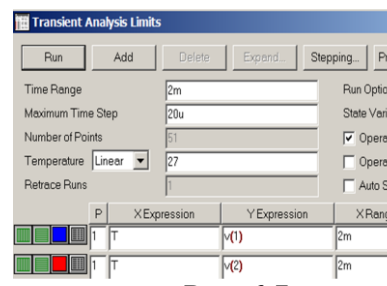 Transient Analysis Limits
Run Add Delete Expand... Stepping...
Time Range 2m Run Optio
Maximum Time Step 20u State Vari
Number of Points 51 Opera
Temperature Linear 27 Opera
Retrace Runs 1 Auto S
P X Expression Y Expression X Rang
1 T v(1) 2m
1 T v(2) 2m